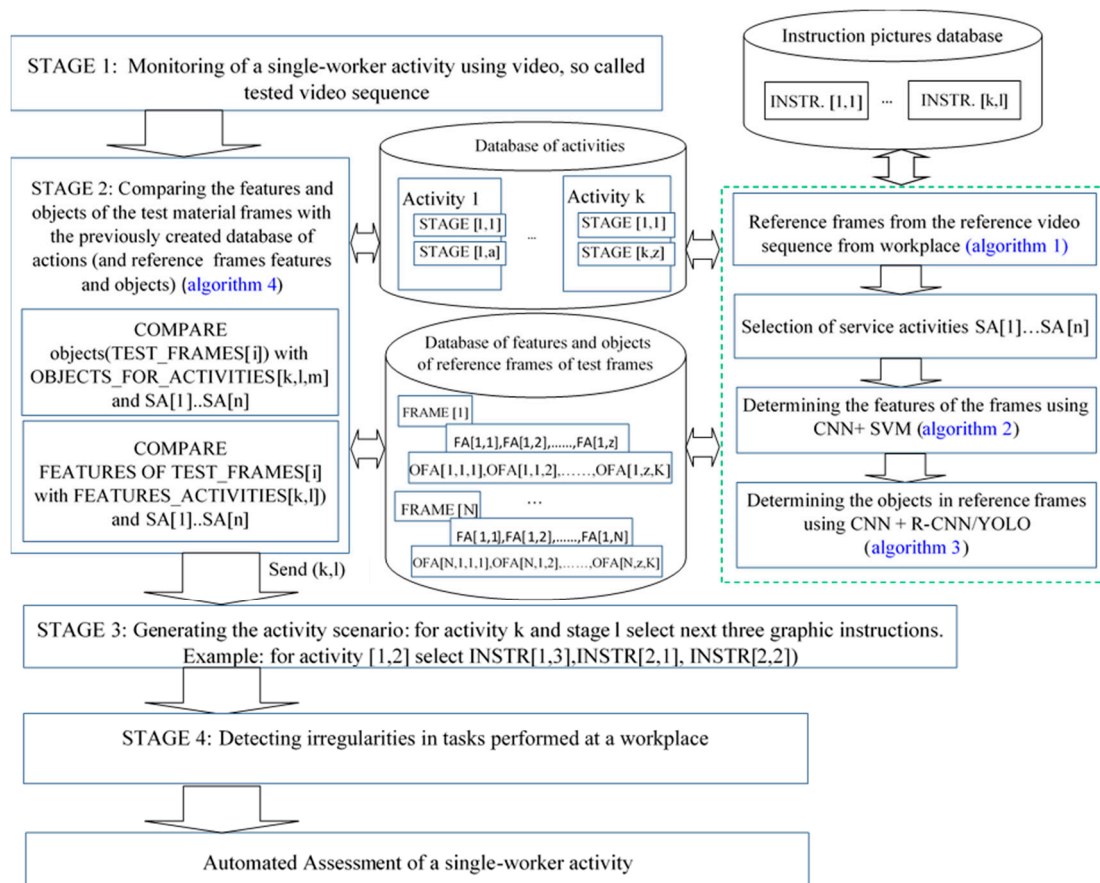 STAGE 1: Monitoring of a single-worker activity using video, so called
tested video sequence
Instruction pictures database
INSTR. [1,1]
...
INSTR. [k,l]
STAGE 2: Comparing the features and
objects of the test material frames with
the previously created database of
actions (and reference frames features
and objects) (algorithm 4)
COMPARE
objects(TEST_FRAMES[i]) with
OBJECTS_FOR_ACTIVITIES[k,l,m]
and SA[1]..SA[n]
COMPARE
FEATURES OF TEST_FRAMES[i]
with FEATURES_ACTIVITIES[k,l])
and SA[1]..SA[n]
Database of activities
Activity 1
STAGE [l,1]
STAGE [l,a]
...
Activity k
STAGE [1,1]
STAGE [k,z]
Database of features and objects
of reference frames of test frames
FRAME [1]
FA[1,1],FA[1,2],......,FA[1,z]
OFA[1,1,1],OFA[1,1,2],......,OFA[1,z,K]
...
FRAME [N]
FA[1,1],FA[1,2],......,FA[1,N]
OFA[N,1,1,1],OFA[N,1,2],......,OFA[N,z,K]
Reference frames from the reference video
sequence from workplace (algorithm 1)
Selection of service activities SA[1]...SA[n]
Determining the features of the frames using
CNN+ SVM (algorithm 2)
Determining the objects in reference frames
using CNN + R-CNN/YOLO
(algorithm 3)
Send (k,l)
STAGE 3: Generating the activity scenario: for activity k and stage l select next three graphic instructions.
Example: for activity [1,2] select INSTR[1,3],INSTR[2,1], INSTR[2,2])
STAGE 4: Detecting irregularities in tasks performed at a workplace
Automated Assessment of a single-worker activity